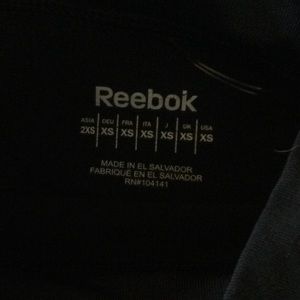 Reebok
ASIA DEU FRA ITA J UK USA
2XS XS XS XS XS XS XS
MADE IN EL SALVADOR
FABRIQUE EN EL SALVADOR
RN#104141